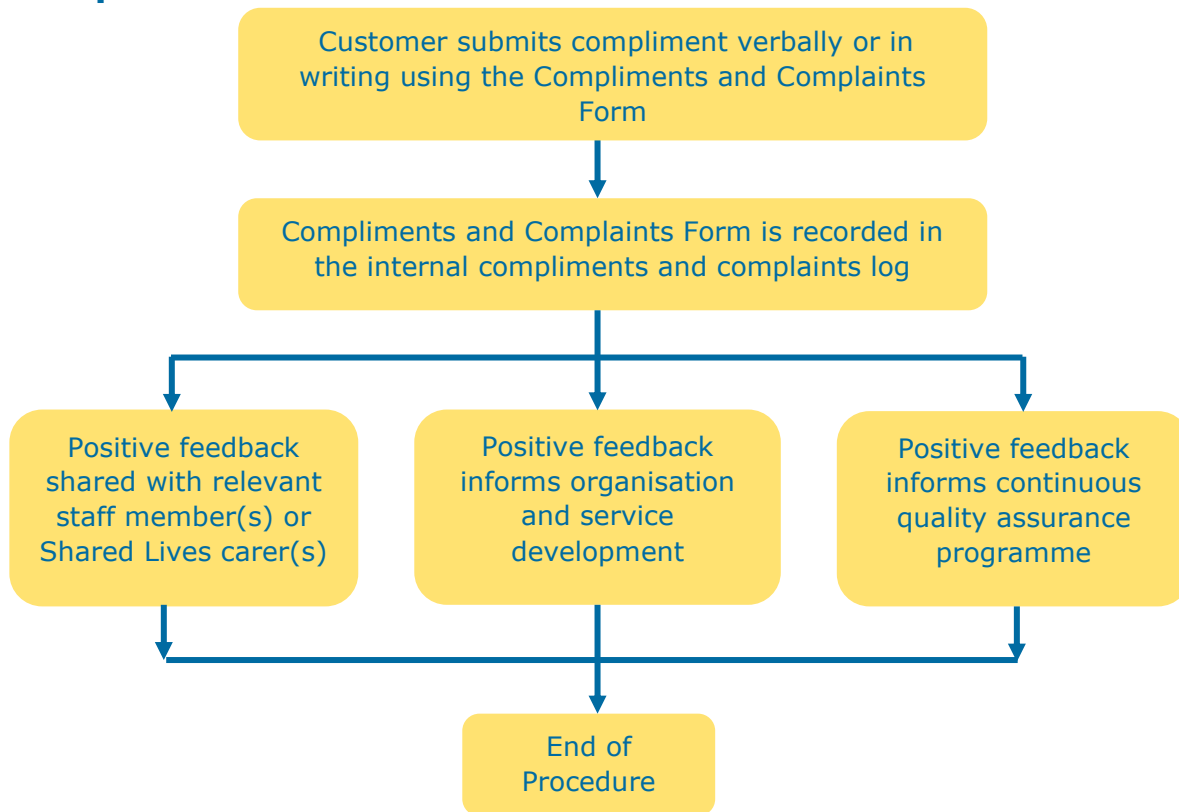 Customer submits compliment verbally or in
writing using the Compliments and Complaints
Form
Compliments and Complaints Form is recorded in
the internal compliments and complaints log
Positive feedback
shared with relevant
staff member(s) or
Shared Lives carer(s)
Positive feedback
informs organisation
and service
development
Positive feedback
informs continuous
quality assurance
programme
End of
Procedure